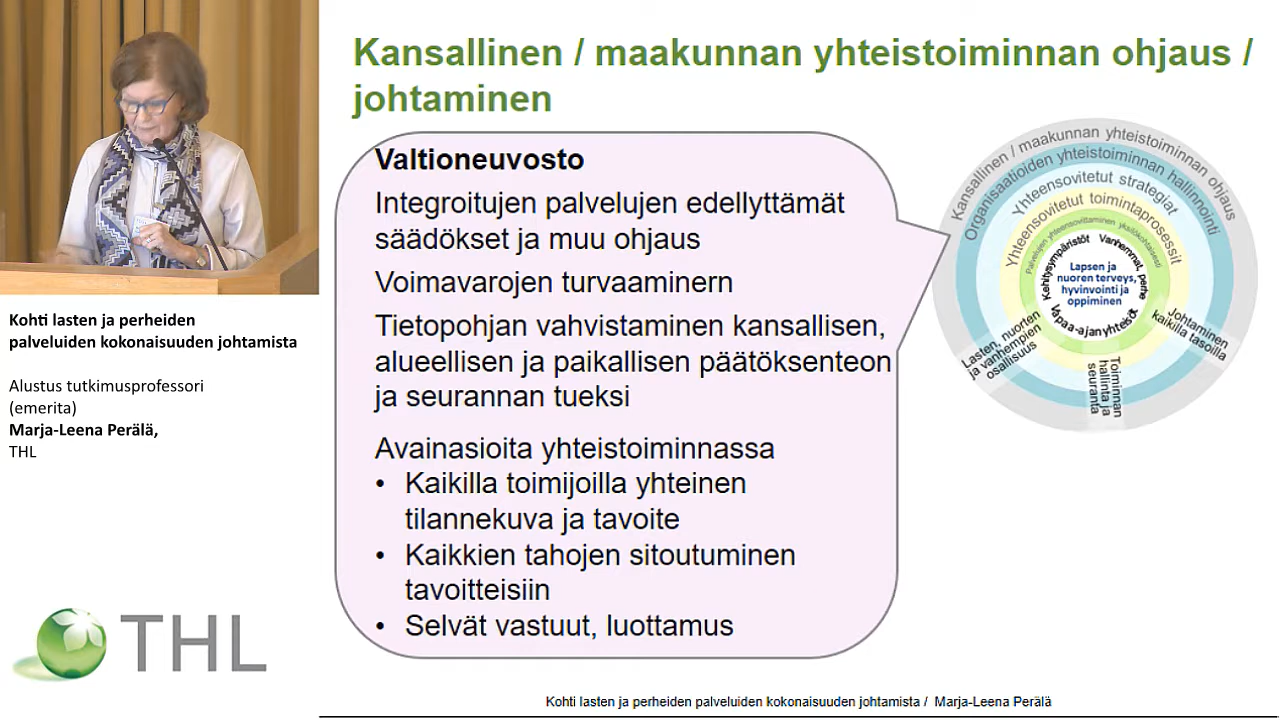 Kansallinen / maakunnan yhteistoiminnan ohjaus /
johtaminen
Valtioneuvosto
Integroitujen palvelujen edellyttämät
säädökset ja muu ohjaus
Voimavarojen turvaaminern
Tietopohjan vahvistaminen kansallisen,
alueellisen ja paikallisen päätöksenteon
ja seurannan tueksi
Avainasioita yhteistoiminnassa
• Kaikilla toimijoilla yhteinen
tilannekuva ja tavoite
• Kaikkien tahojen sitoutuminen
tavoitteisiin
• Selvät vastuut, luottamus
Kansallinen / maakunnan yhteistoiminnan ohjaus
Organisaatioiden yhteistoiminnan hallinnointi
Yhteensovitetut strategiat
Yhteensovitetut toimintaprosessit
Palvelujen yhteensovittaminen yksilökohtaisesti
Kehitysympäristöt
Vanhemmat, perhe
Vapaa-ajanyhteisöt
Lapsen ja
nuoren terveys,
hyvinvointi ja
oppiminen
Lasten, nuorten
ja vanhempien
osallisuus
Toiminnan
hallinta ja
seuranta
Johtaminen
kaikilla tasoilla
Kohti lasten ja perheiden
palveluiden kokonaisuuden johtamista
Alustus tutkimusprofessori
(emerita)
Marja-Leena Perälä,
THL
THL
Kohti lasten ja perheiden palveluiden kokonaisuuden johtamista / Marja-Leena Perälä